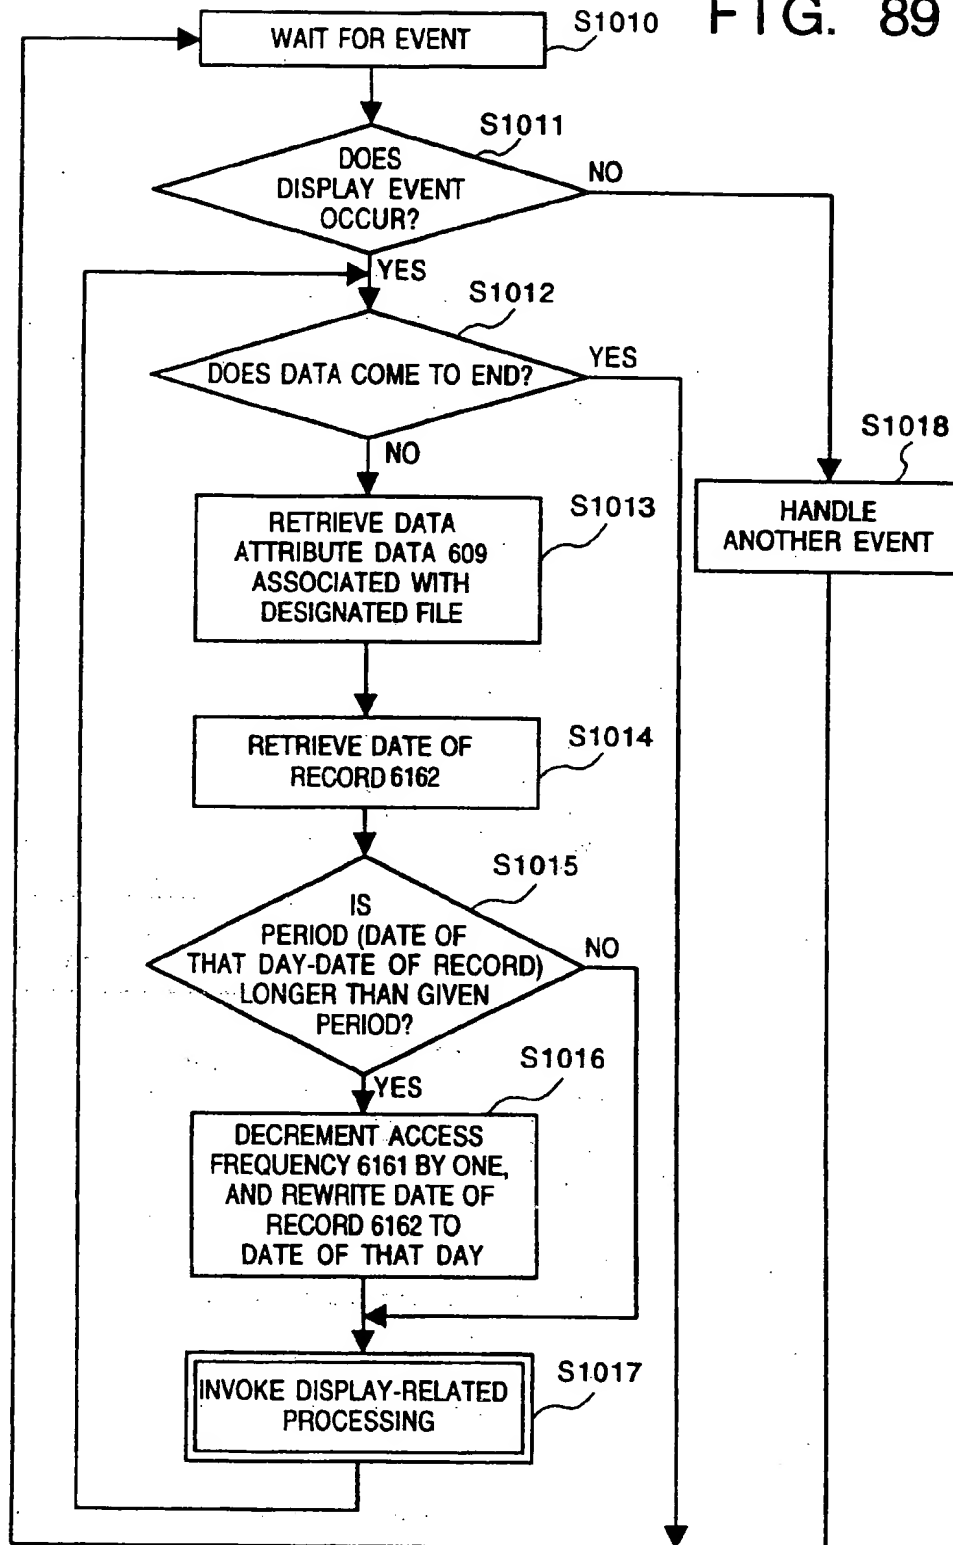 FIG. 89
WAIT FOR EVENT
S1010
DOES
DISPLAY EVENT
OCCUR?
S1011
NO
YES
S1012
DOES DATA COME TO END?
YES
NO
RETRIEVE DATA
ATTRIBUTE DATA 609
ASSOCIATED WITH
DESIGNATED FILE
S1013
S1018
HANDLE
ANOTHER EVENT
RETRIEVE DATE OF
RECORD 6162
S1014
S1015
IS
PERIOD (DATE OF
THAT DAY-DATE OF RECORD)
LONGER THAN GIVEN
PERIOD?
NO
YES
S1016
DECREMENT ACCESS
FREQUENCY 6161 BY ONE,
AND REWRITE DATE OF
RECORD 6162 TO
DATE OF THAT DAY
INVOKE DISPLAY-RELATED
PROCESSING
S1017